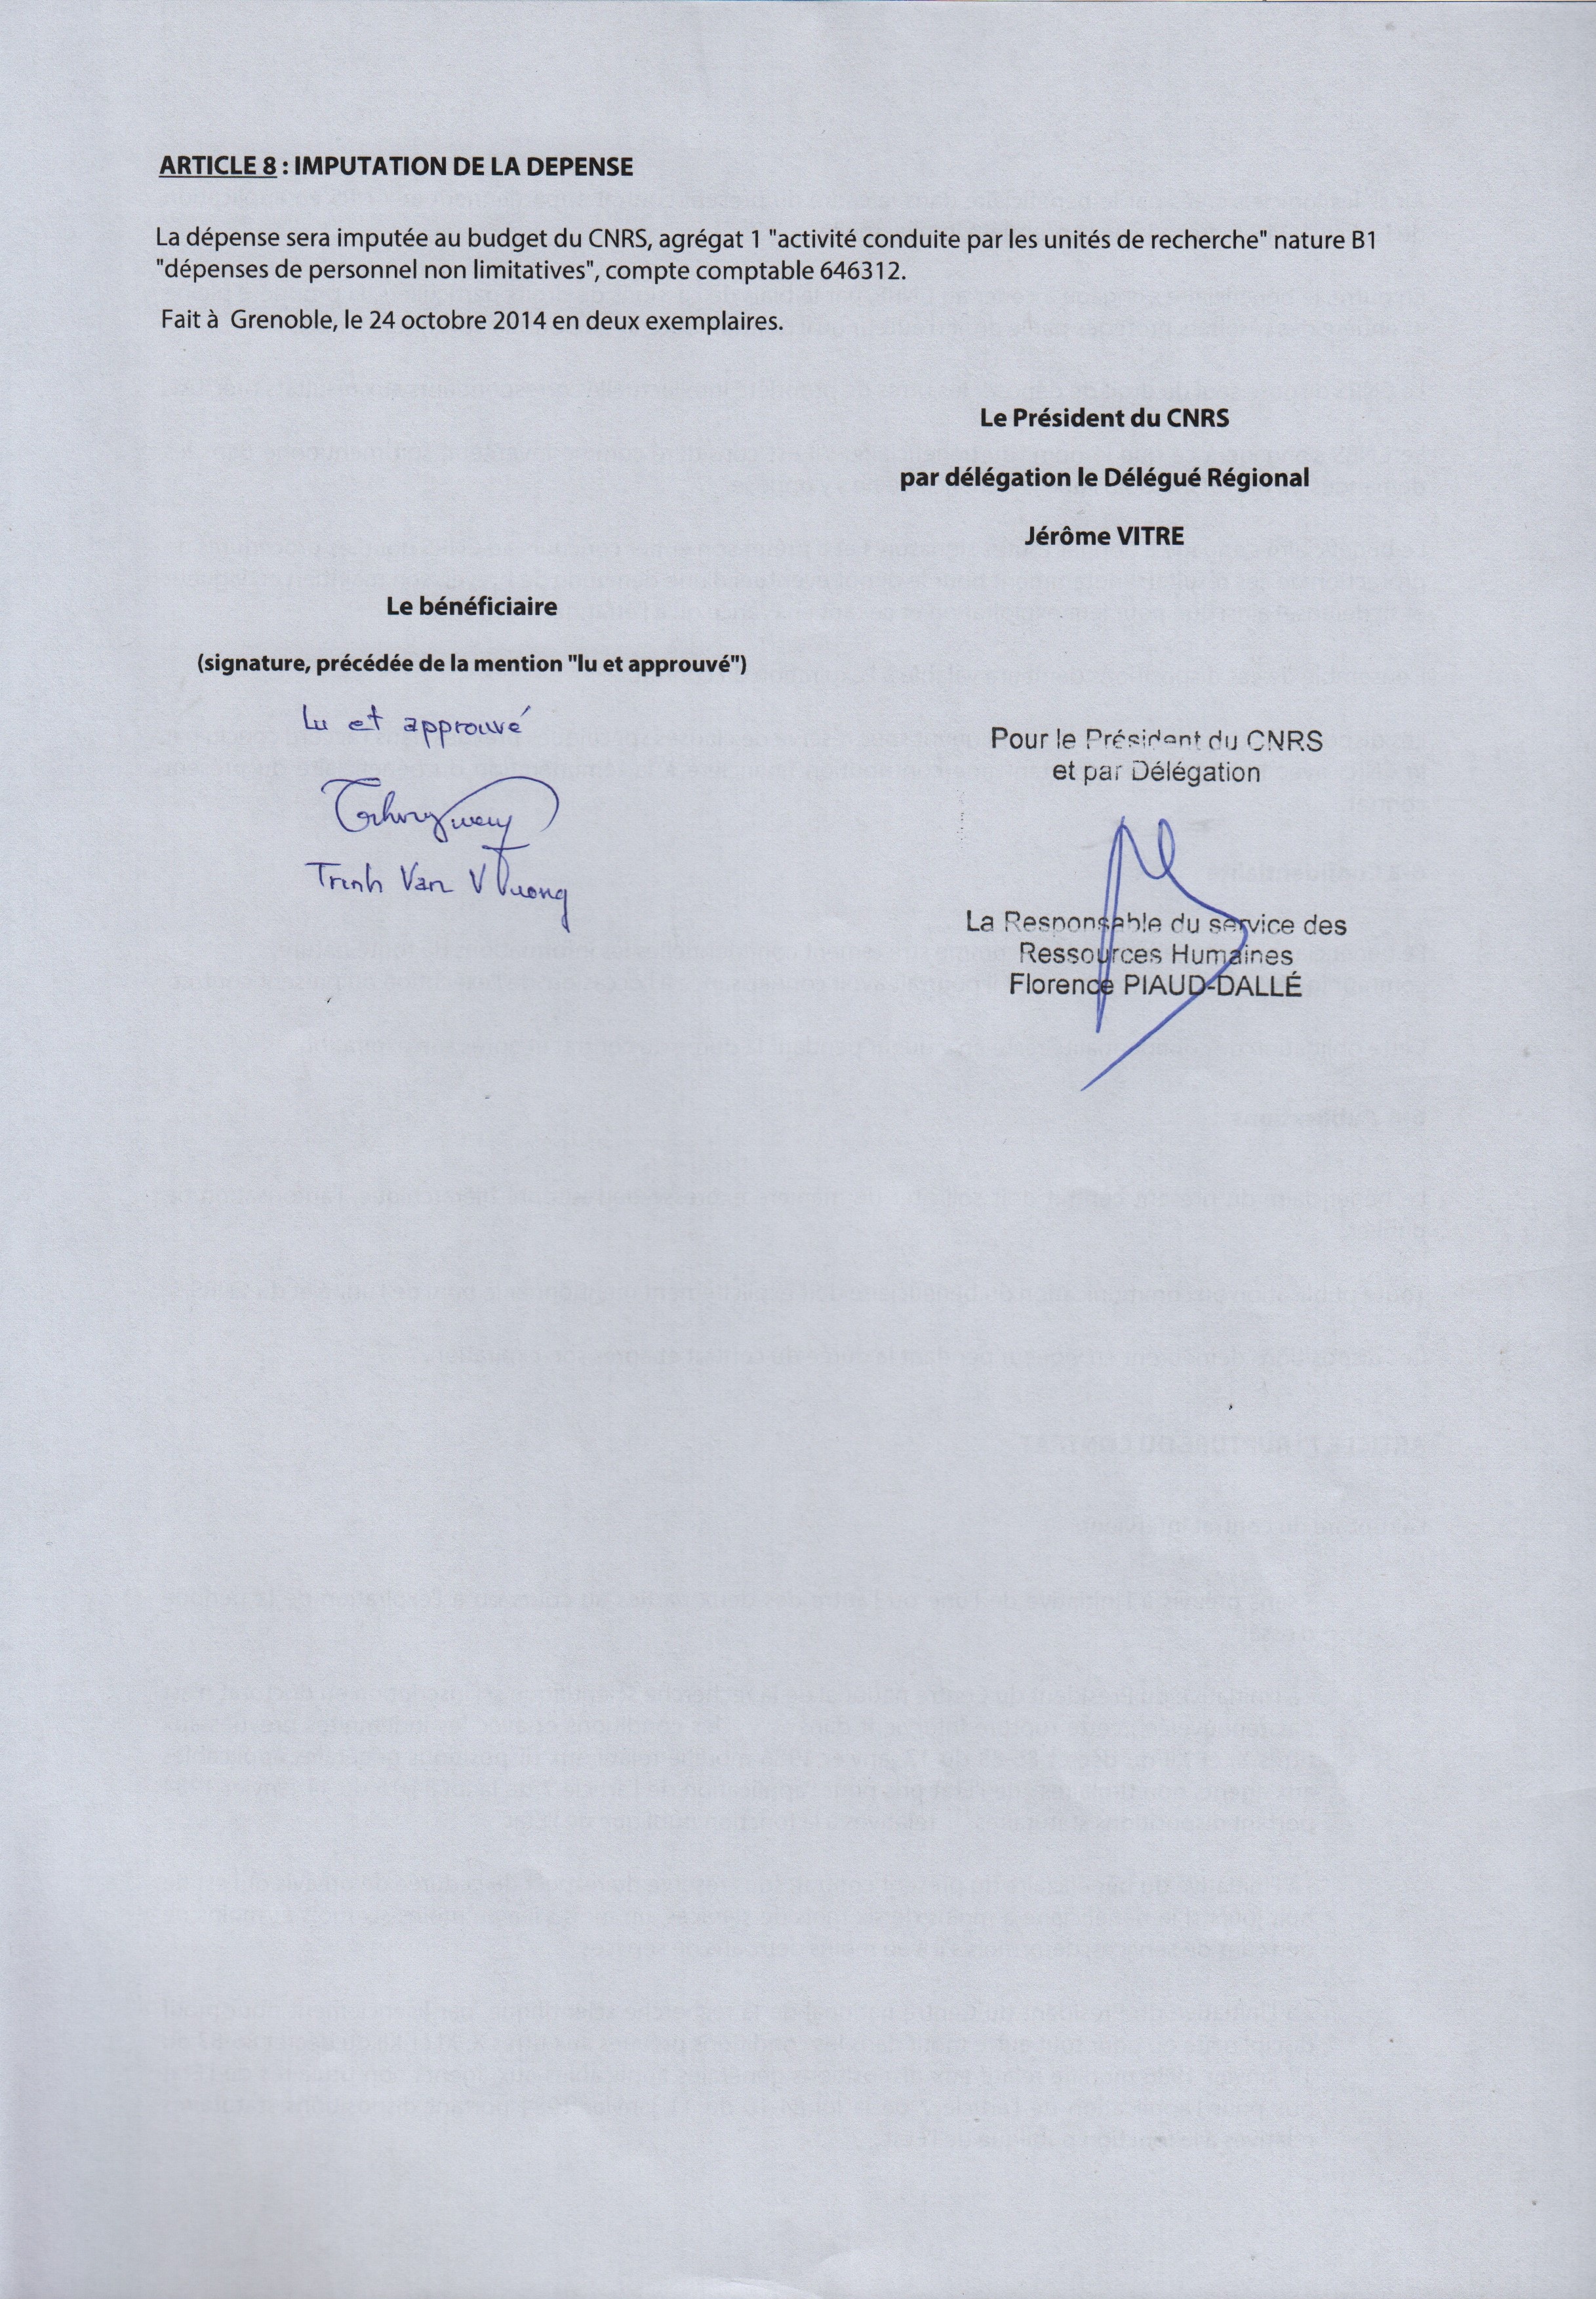 ARTICLE 8 : IMPUTATION DE LA DEPENSE
La dépense sera imputée au budget du CNRS, agrégat 1 "activité conduite par les unités de recherche" nature B1
"dépenses de personnel non limitatives", compte comptable 646312.
Fait à Grenoble, le 24 octobre 2014 en deux exemplaires.
Le Président du CNRS
par délégation le Délégué Régional
Jérôme VITRE
Le bénéficiaire
(signature, précédée de la mention "lu et approuvé")
Lu et approuvé
Trinh Van
Pour le Président du CNRS
et par Délégation
La Responsable du service des
Ressources Humaines
Florence PIAUD-DALLÉ